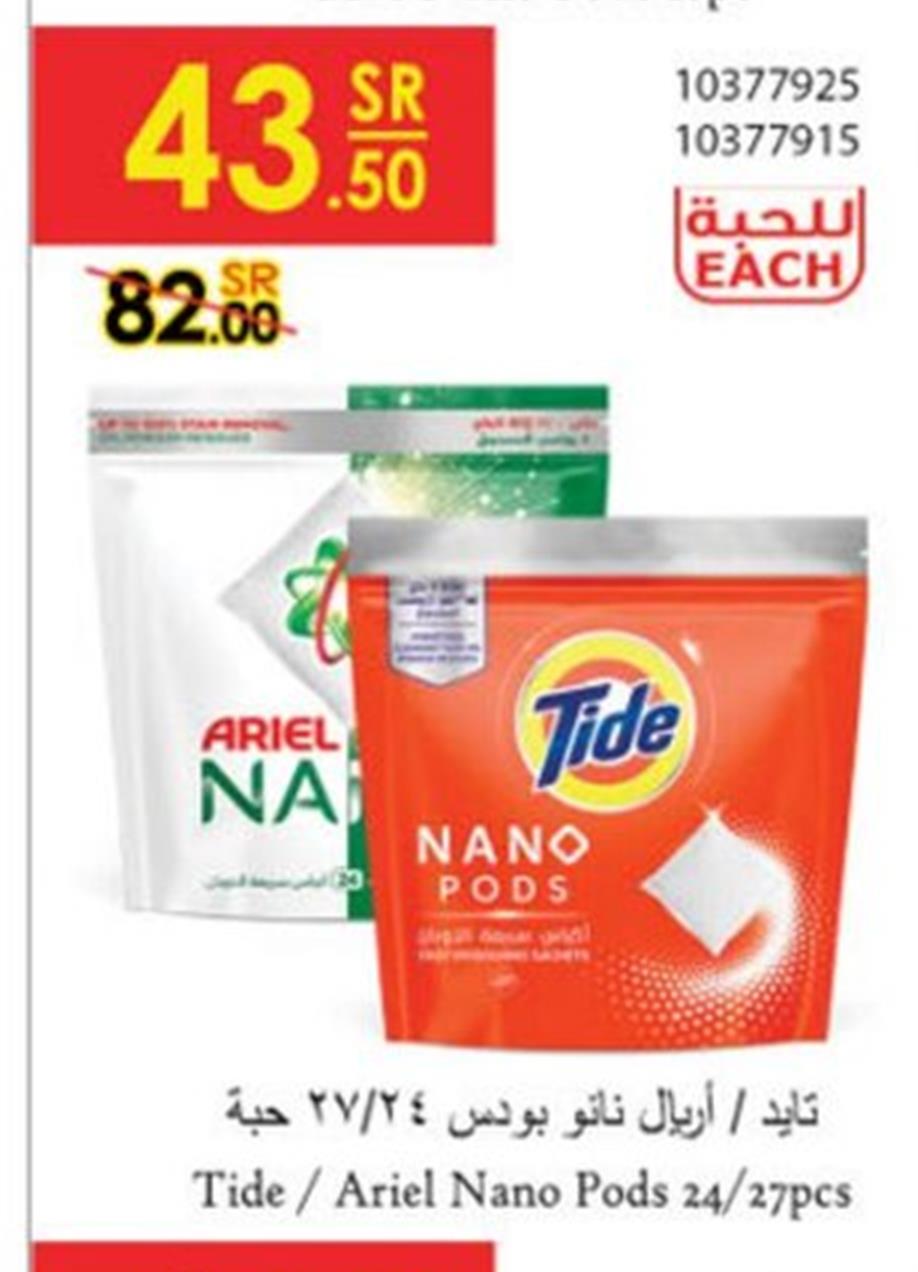 43.50 SR
10377925
10377915
للحبة
EACH
82.00 SR
ARIEL
Tide
NANO
PODS
24
تايد / أريال نانو بودس ٢٧/٢٤ حبة
Tide / Ariel Nano Pods 24/27pcs